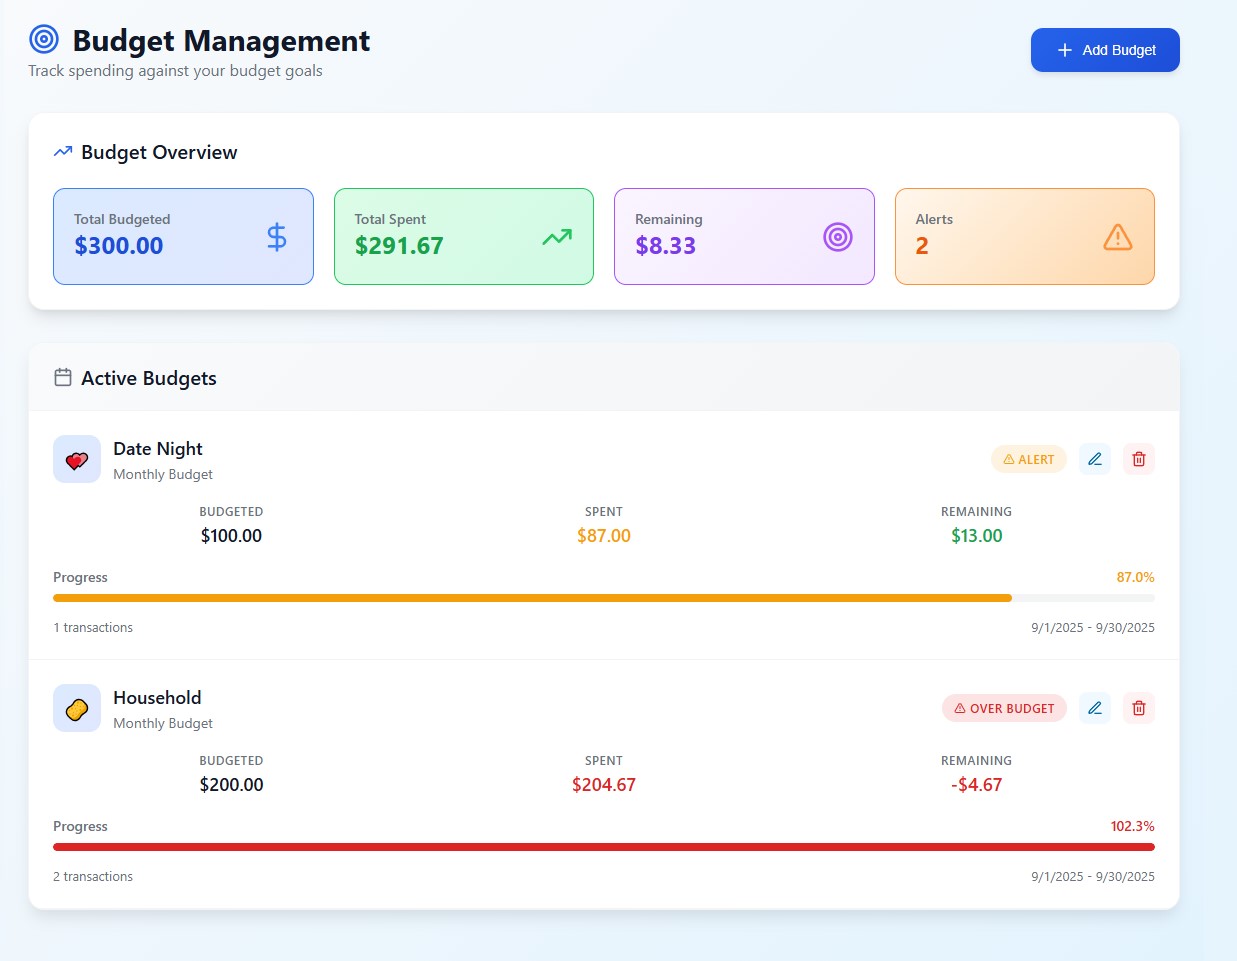 Budget Management
Track spending against your budget goals
Add Budget
Budget Overview
Total Budgeted
$300.00
Total Spent
$291.67
Remaining
$8.33
Alerts
2
Active Budgets
Date Night
Monthly Budget
ALERT
BUDGETED
$100.00
SPENT
$87.00
REMAINING
$13.00
Progress
87.0%
1 transactions
9/1/2025 - 9/30/2025
Household
Monthly Budget
OVER BUDGET
BUDGETED
$200.00
SPENT
$204.67
REMAINING
-$4.67
Progress
102.3%
2 transactions
9/1/2025 - 9/30/2025